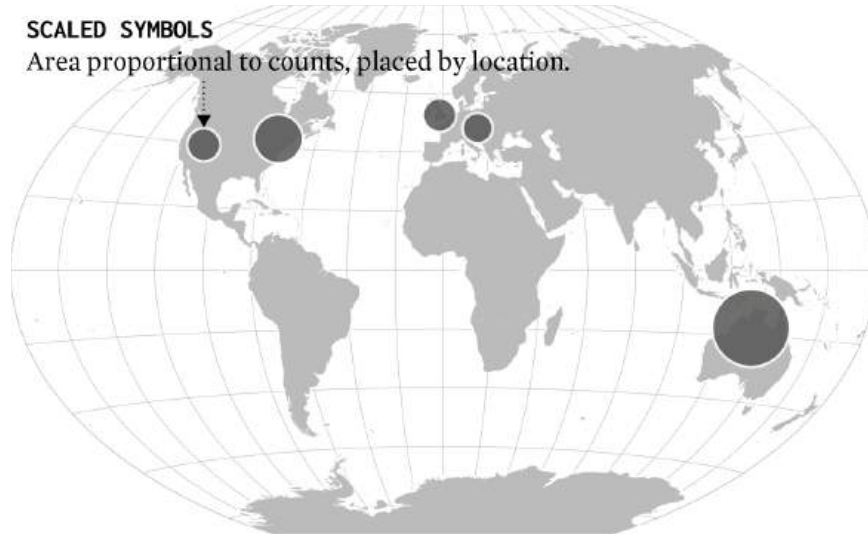 SCALED SYMBOLS
Area proportional to counts, placed by location.